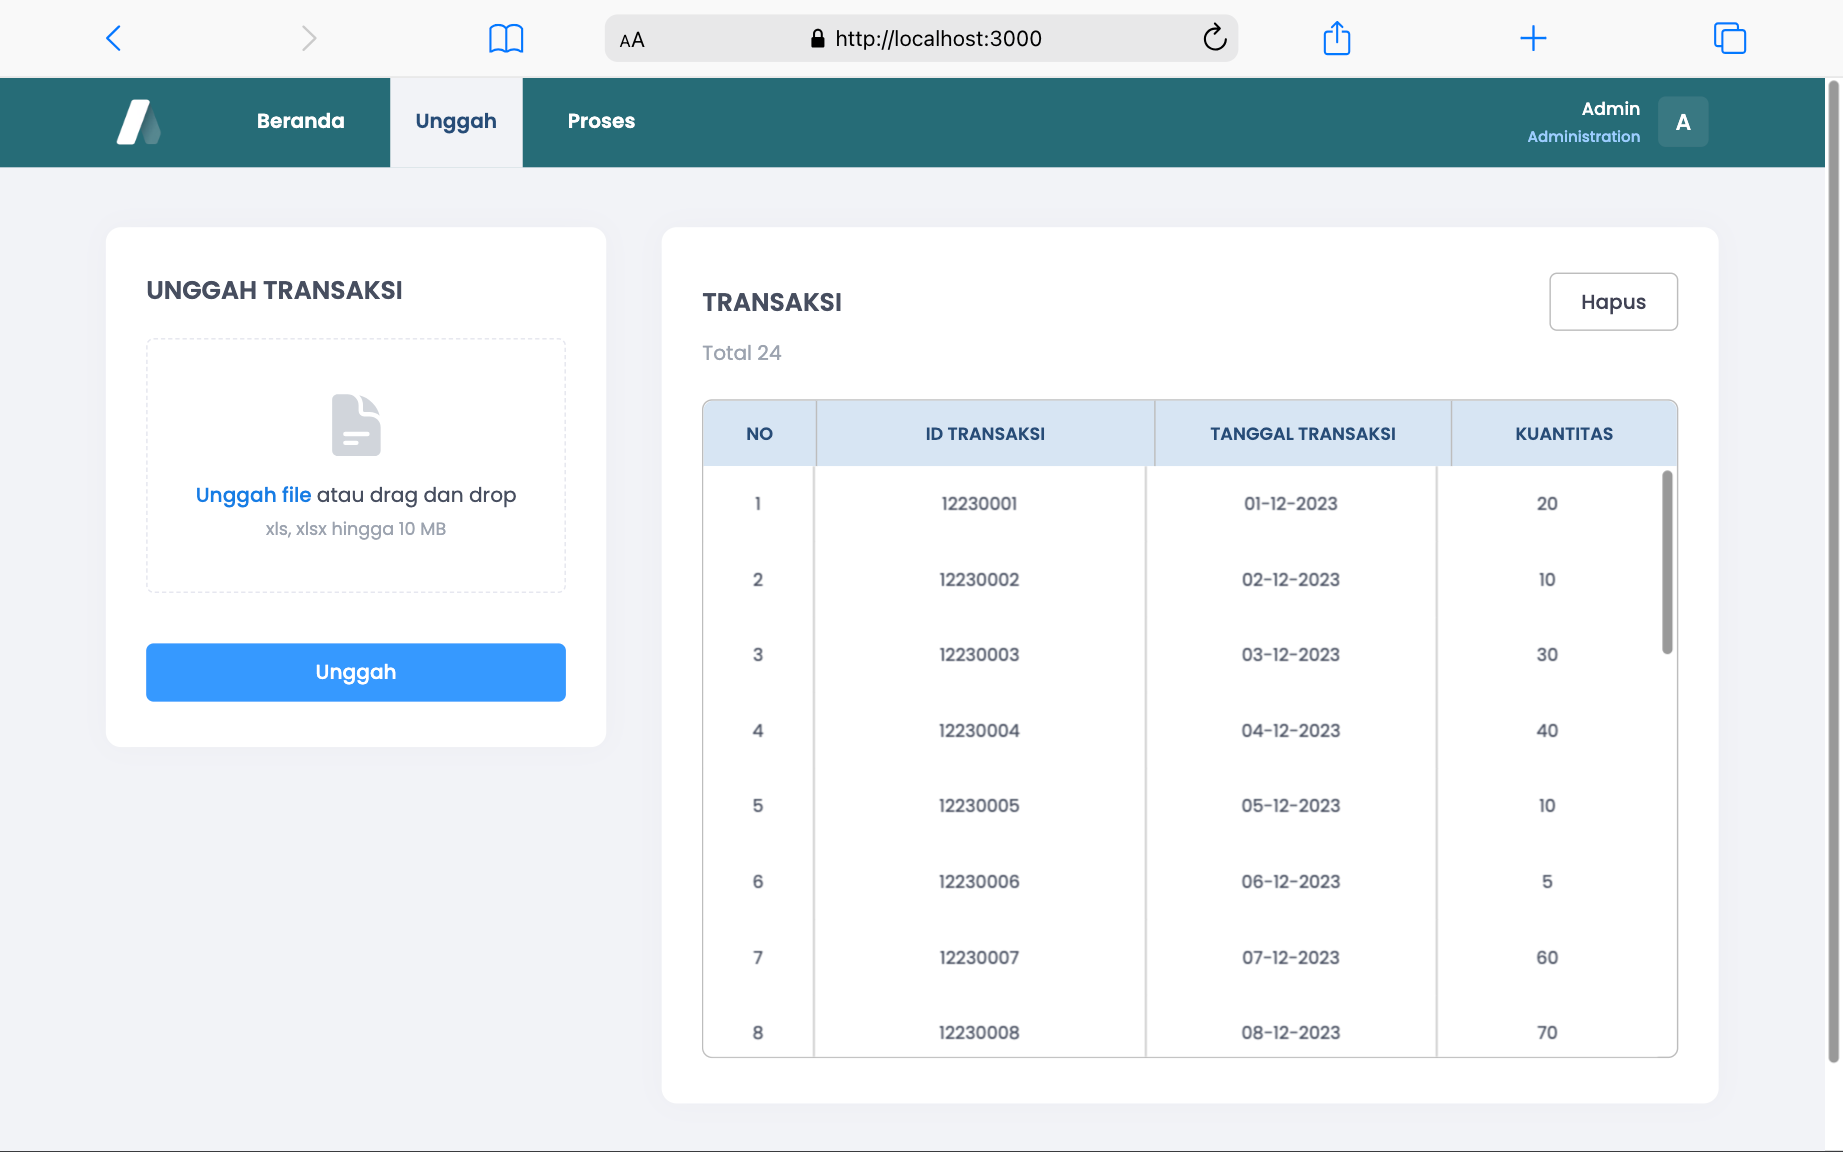 AA http://localhost:3000
Beranda Unggah Proses
Admin
Administration
A
UNGGAH TRANSAKSI
Unggah file atau drag dan drop
xls, xlsx hingga 10 MB
Unggah
TRANSAKSI
Hapus
Total 24
NO ID TRANSAKSI TANGGAL TRANSAKSI KUANTITAS
1 12230001 01-12-2023 20
2 12230002 02-12-2023 10
3 12230003 03-12-2023 30
4 12230004 04-12-2023 40
5 12230005 05-12-2023 10
6 12230006 06-12-2023 5
7 12230007 07-12-2023 60
8 12230008 08-12-2023 70